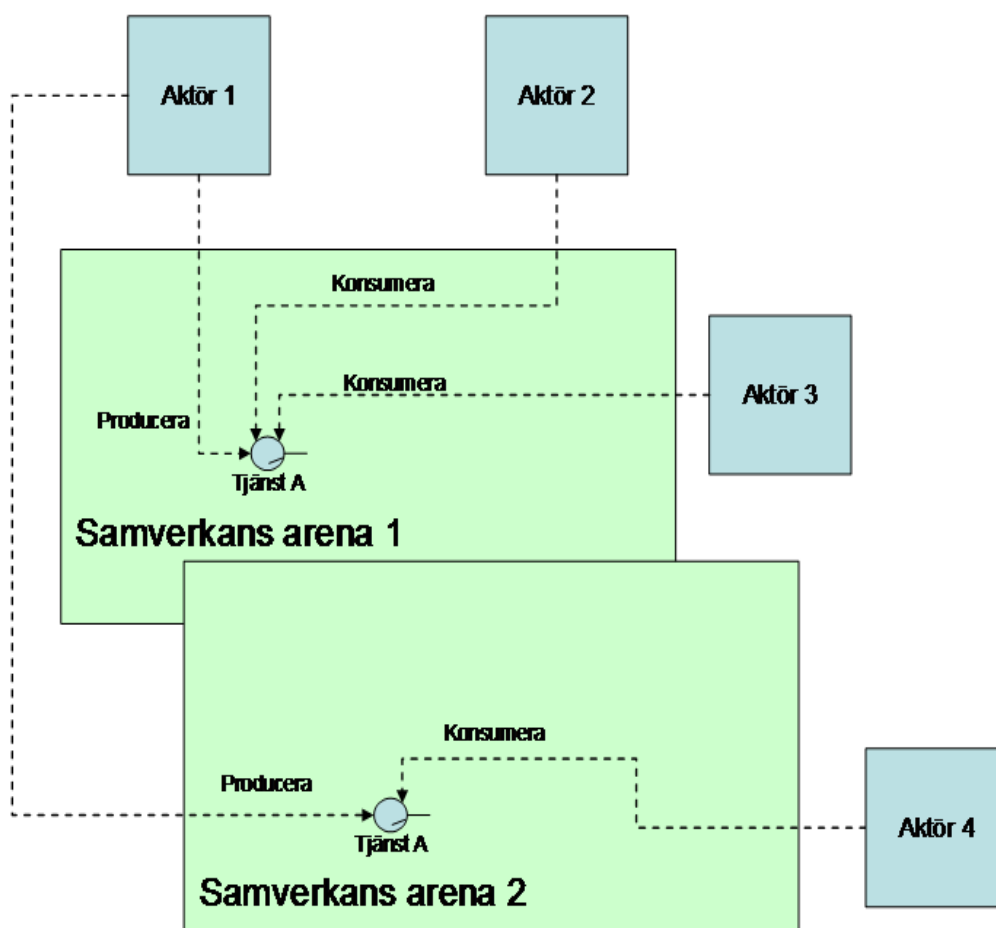 Aktör 1
Aktör 2
Konsumera
Konsumera
Aktör 3
Producera
Tjänst A
Samverkans arena 1
Konsumera
Producera
Aktör 4
Tjänst A
Samverkans arena 2